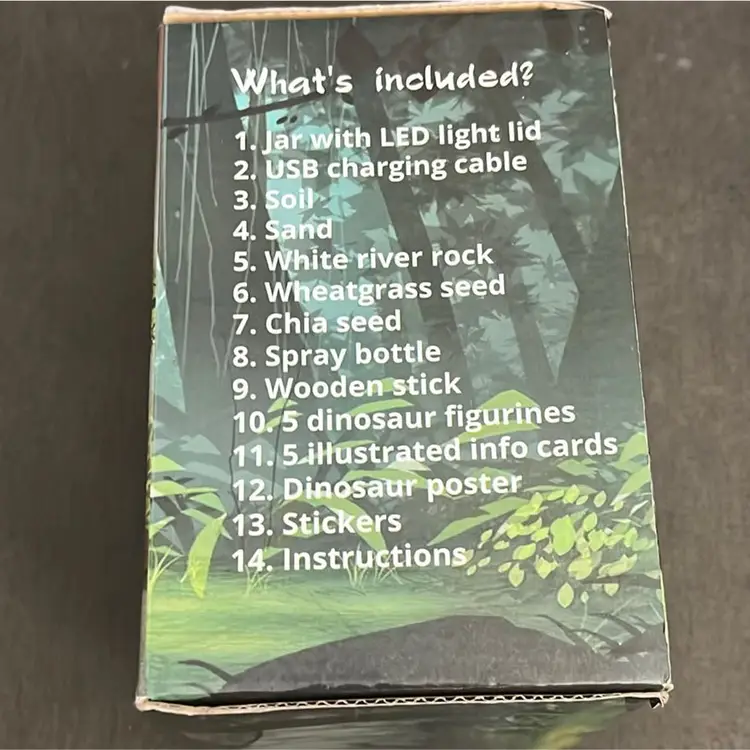 What's included?
1. Jar with LED light lid
2. USB charging cable
3. Soil
4. Sand
5. White river rock
6. Wheatgrass seed
7. Chia seed
8. Spray bottle
9. Wooden stick
10. 5 dinosaur figurines
11. 5 illustrated info cards
12. Dinosaur poster
13. Stickers
14. Instructions